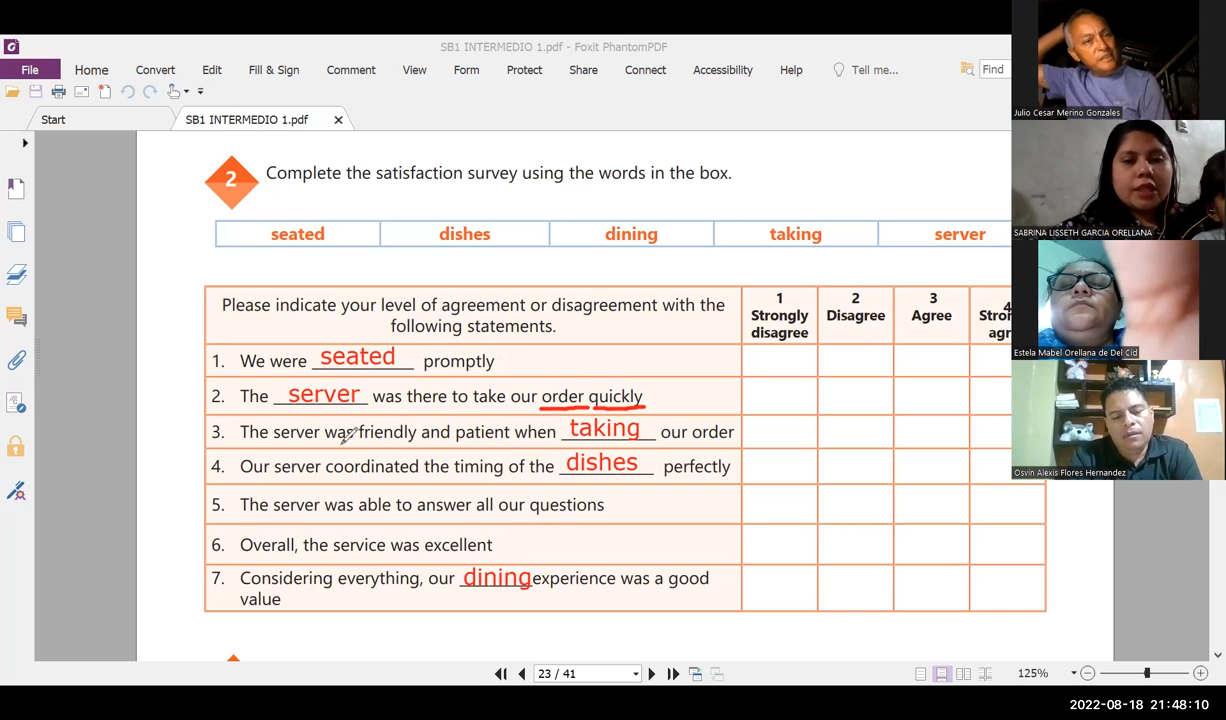 SB1 INTERMEDIO 1.pdf - Foxit PhantomPDF
File Home Convert Edit Fill & Sign Comment View Form Protect Share Connect Accessibility Help Tell me... Find
Start SB1 INTERMEDIO 1.pdf
2 Complete the satisfaction survey using the words in the box.
seated dishes dining taking server
Please indicate your level of agreement or disagreement with the following statements.
1 Strongly disagree
2 Disagree
3 Agree
4
1. We were seated promptly
2. The server was there to take our order quickly
3. The server was friendly and patient when taking our order
4. Our server coordinated the timing of the dishes perfectly
5. The server was able to answer all our questions
6. Overall, the service was excellent
7. Considering everything, our dining experience was a good
value
23 / 41
125%
Julio Cesar Merino Gonzales
SABRINA LISSETH GARCIA ORELLANA
Estela Mabel Orellana de Del Cid
Osvin Alexis Flores Hernandez
2022-08-18 21:48:10